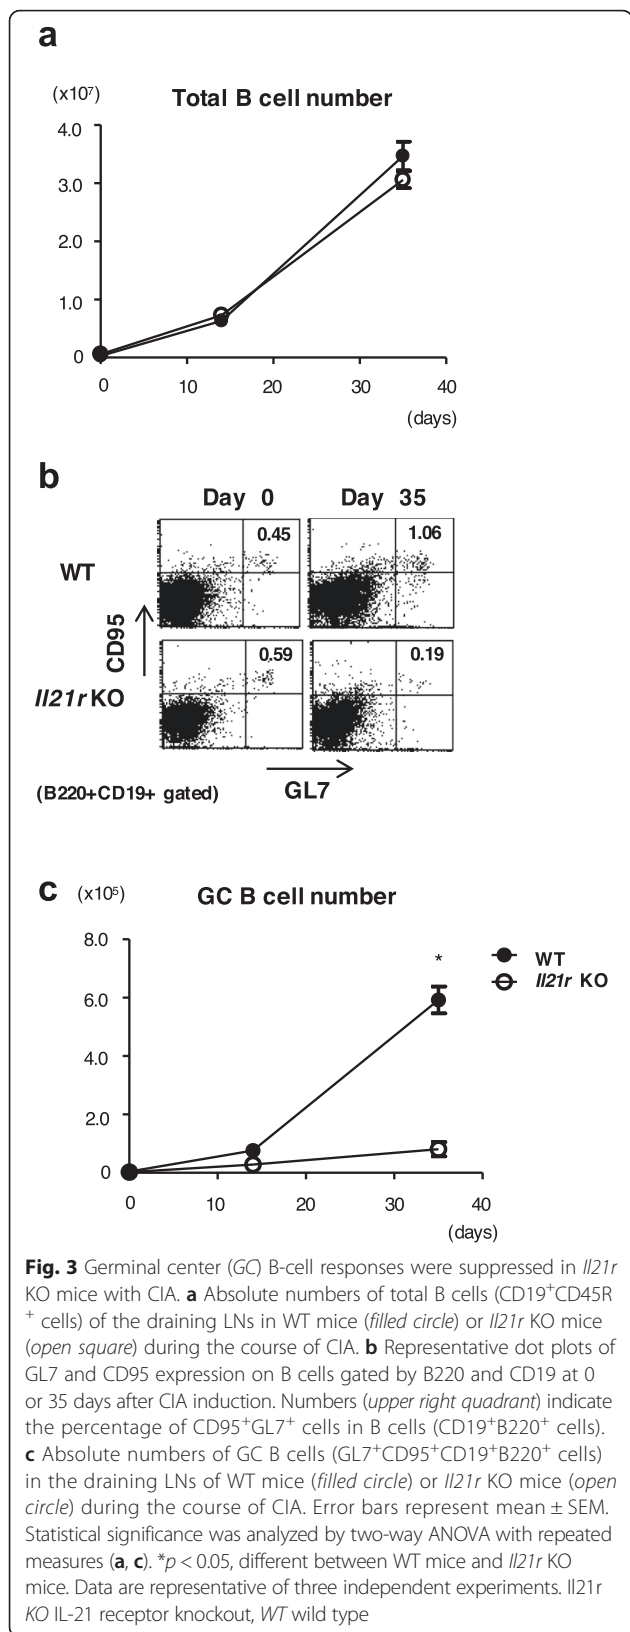 a
(x10⁷)
Total B cell number
4.0
3.0
2.0
1.0
0
0 10 20 30 40
(days)
b
Day 0 Day 35
WT
0.45 1.06
CD95
Il21r KO
0.59 0.19
(B220+CD19+ gated) GL7
c
(x10⁵)
GC B cell number
8.0
6.0
4.0
2.0
0
*
WT
Il21r KO
0 10 20 30 40
(days)
Fig. 3 Germinal center (GC) B-cell responses were suppressed in Il21r
KO mice with CIA. a Absolute numbers of total B cells (CD19⁺CD45R
⁺ cells) of the draining LNs in WT mice (filled circle) or Il21r KO mice
(open square) during the course of CIA. b Representative dot plots of
GL7 and CD95 expression on B cells gated by B220 and CD19 at 0
or 35 days after CIA induction. Numbers (upper right quadrant) indicate
the percentage of CD95⁺GL7⁺ cells in B cells (CD19⁺B220⁺ cells).
c Absolute numbers of GC B cells (GL7⁺CD95⁺CD19⁺B220⁺ cells)
in the draining LNs of WT mice (filled circle) or Il21r KO mice (open
circle) during the course of CIA. Error bars represent mean ± SEM.
Statistical significance was analyzed by two-way ANOVA with repeated
measures (a, c). *p < 0.05, different between WT mice and Il21r KO
mice. Data are representative of three independent experiments. Il21r
KO IL-21 receptor knockout, WT wild type